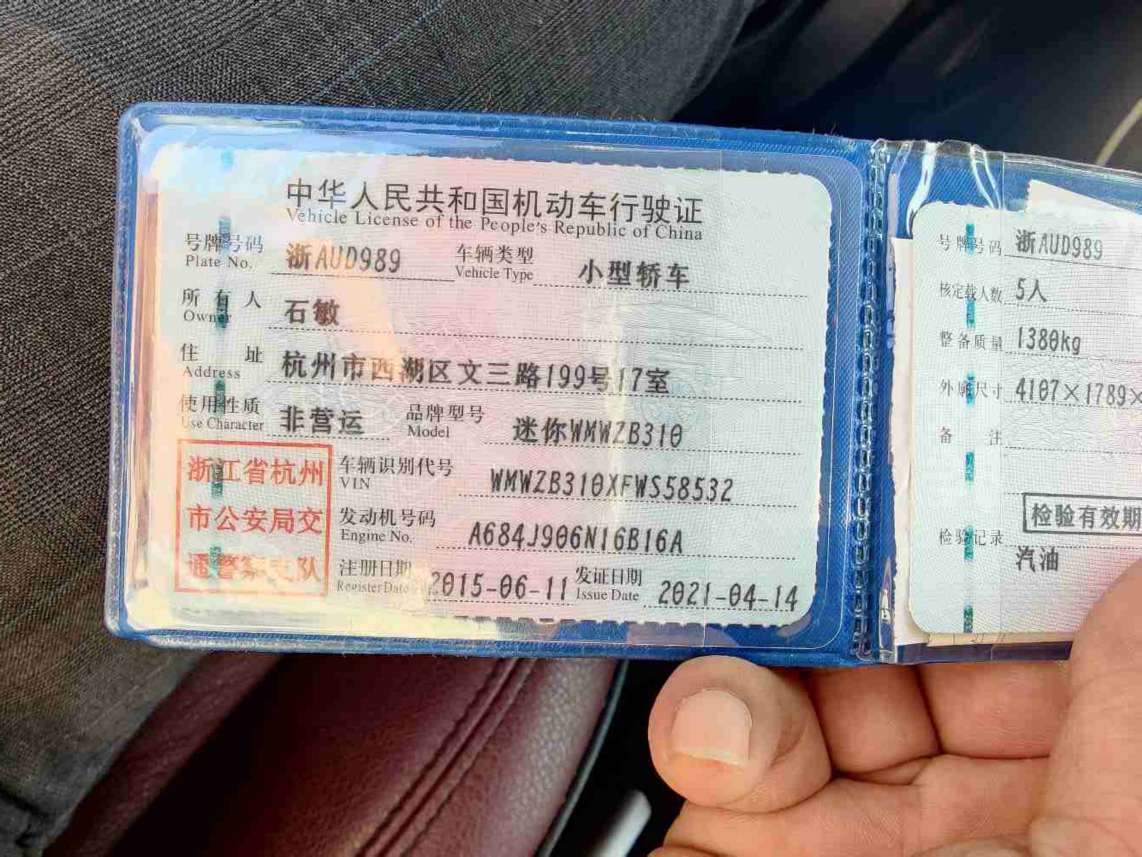 中华人民共和国机动车行驶证
Vehicle License of the People's Republic of China
号牌号码 浙AUD989 车辆类型 小型轿车
Plate No. Vehicle Type
所有人 石敏
Owner
住址 杭州市西湖区文三路199号17室
Address
使用性质 非营运 品牌型号 迷你WMWZB310
Use Character Model
浙江省杭州
市公安局交
通警察支队
车辆识别代号 WMWZB310XFWS58532
VIN
发动机号码 A684J906N16B16A
Engine No.
注册日期 2015-06-11 发证日期 2021-04-14
Register Date Issue Date
号牌号码 浙AUD989
核定载人数 5人
整备质量 1380kg
外廓尺寸 4107×1789×
备注
检验有效期
检验记录
汽油